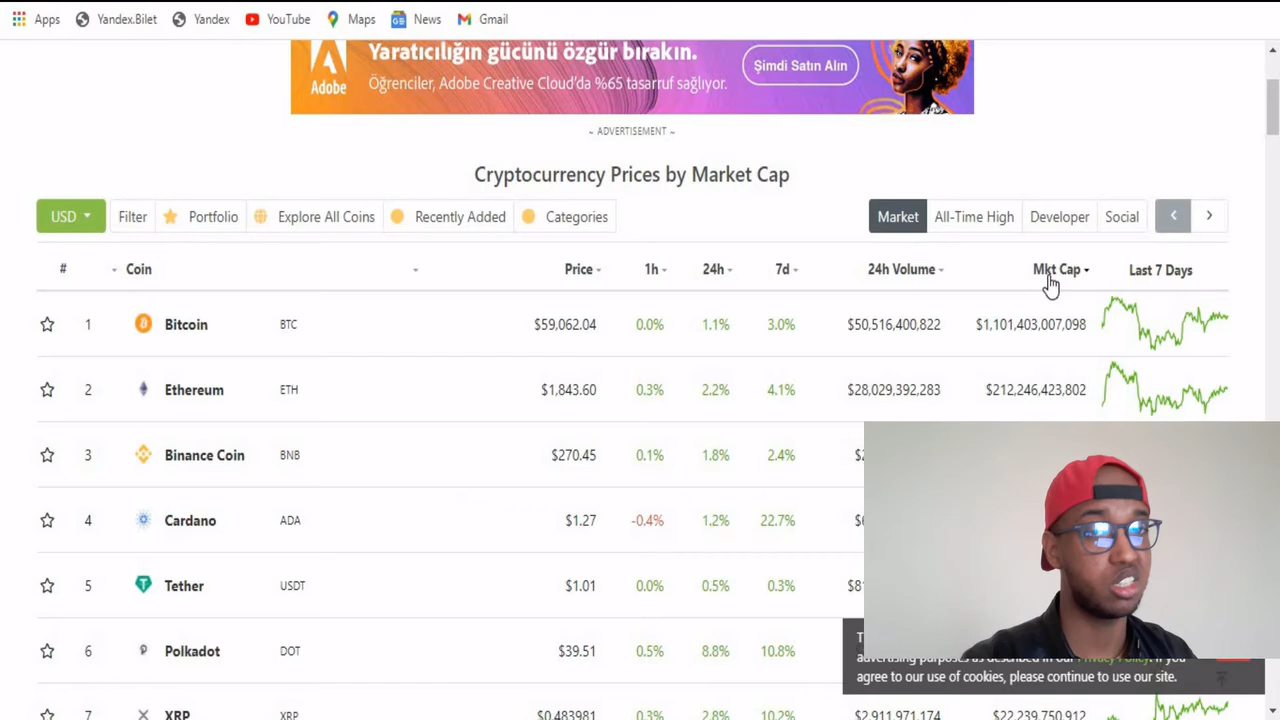 Apps Yandex.Bilet Yandex YouTube Maps News Gmail
Adobe
Yaratıcılığın gücünü özgür bırakın.
Öğrenciler, Adobe Creative Cloud'da %65 tasarruf sağlıyor.
Şimdi Satın Alın
~ ADVERTISEMENT ~
Cryptocurrency Prices by Market Cap
USD Filter Portfolio Explore All Coins Recently Added Categories Market All-Time High Developer Social
# Coin Price 1h 24h 7d 24h Volume Mkt Cap Last 7 Days
1 Bitcoin BTC $59,062.04 0.0% 1.1% 3.0% $50,516,400,822 $1,101,403,007,098
2 Ethereum ETH $1,843.60 0.3% 2.2% 4.1% $28,029,392,283 $212,246,423,802
3 Binance Coin BNB $270.45 0.1% 1.8% 2.4%
4 Cardano ADA $1.27 -0.4% 1.2% 22.7%
5 Tether USDT $1.01 0.0% 0.5% 0.3%
6 Polkadot DOT $39.51 0.5% 8.8% 10.8%
advertising purposes as described in our Privacy Policy. If you
agree to our use of cookies, please continue to use our site.
7 XRP XRP $0.483981 0.3% 2.8% 10.2% $2,911,971,174 $22,239,750,912